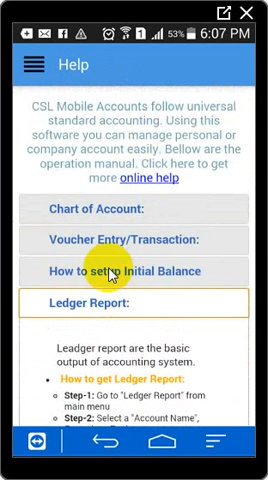 53% 6:07 PM
Help
CSL Mobile Accounts follow universal
standard accounting. Using this
software you can manage personal or
company account easily. Bellow are the
operation manual. Click here to get
more online help
Chart of Account:
Voucher Entry/Transaction:
How to setup Initial Balance
Ledger Report:
Leadger report are the basic
output of accounting system.
• How to get Ledger Report:
○ Step-1: Go to "Ledger Report" from
main menu
○ Step-2: Select a "Account Name",